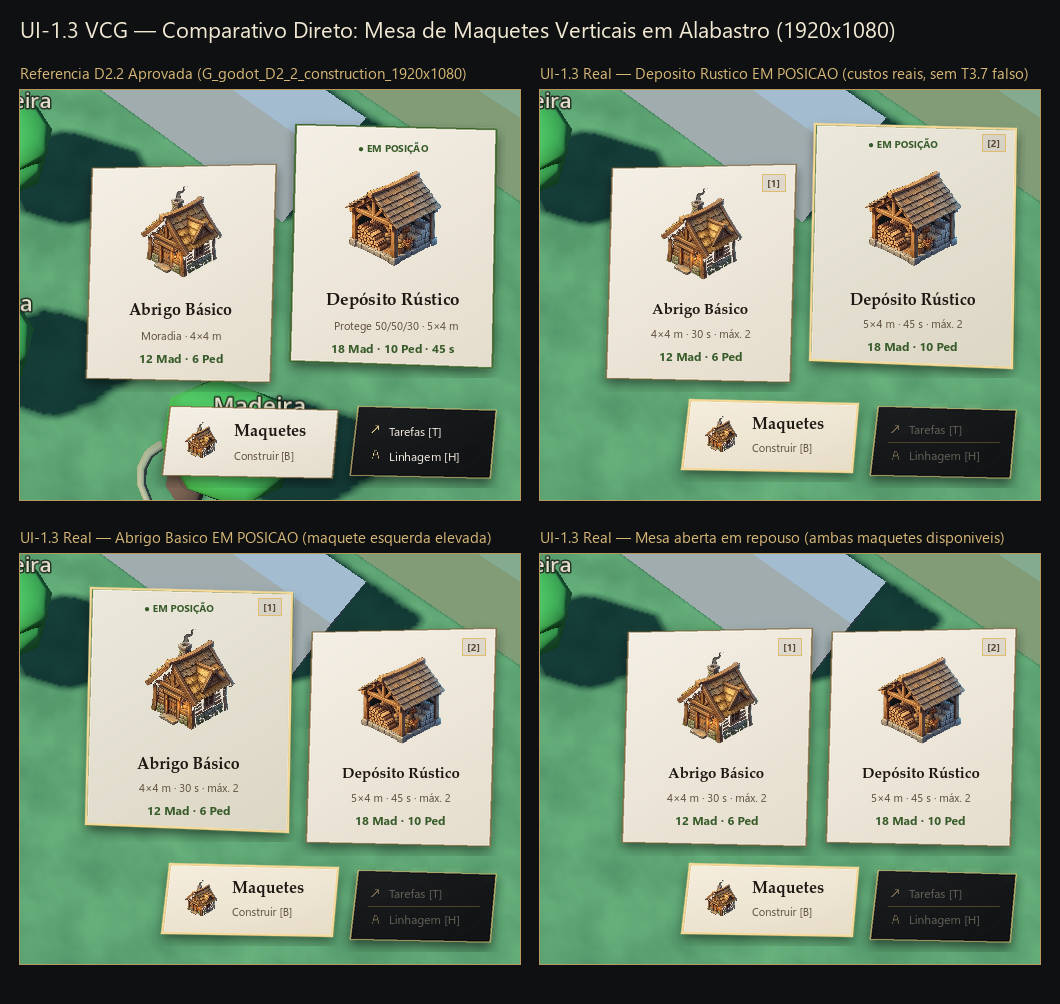 UI-1.3 VCG — Comparativo Direto: Mesa de Maquetes Verticais em Alabastro (1920x1080)
Referencia D2.2 Aprovada (G_godot_D2_2_construction_1920x1080)
eira
● EM POSIÇÃO
Abrigo Básico
Moradia · 4×4 m
12 Mad · 6 Ped
Depósito Rústico
Protege 50/50/30 · 5×4 m
18 Mad · 10 Ped · 45 s
a
Madeira
Maquetes
Construir [B]
Tarefas [T]
Linhagem [H]
UI-1.3 Real — Deposito Rustico EM POSICAO (custos reais, sem T3.7 falso)
eira
● EM POSIÇÃO
[2]
[1]
Abrigo Básico
4×4 m · 30 s · máx. 2
12 Mad · 6 Ped
Depósito Rústico
5×4 m · 45 s · máx. 2
18 Mad · 10 Ped
Maquetes
Construir [B]
Tarefas [T]
Linhagem [H]
UI-1.3 Real — Abrigo Basico EM POSICAO (maquete esquerda elevada)
eira
● EM POSIÇÃO
[1]
[2]
Abrigo Básico
4×4 m · 30 s · máx. 2
12 Mad · 6 Ped
Depósito Rústico
5×4 m · 45 s · máx. 2
18 Mad · 10 Ped
Maquetes
Construir [B]
Tarefas [T]
Linhagem [H]
UI-1.3 Real — Mesa aberta em repouso (ambas maquetes disponiveis)
eira
[1]
[2]
Abrigo Básico
4×4 m · 30 s · máx. 2
12 Mad · 6 Ped
Depósito Rústico
5×4 m · 45 s · máx. 2
18 Mad · 10 Ped
Maquetes
Construir [B]
Tarefas [T]
Linhagem [H]